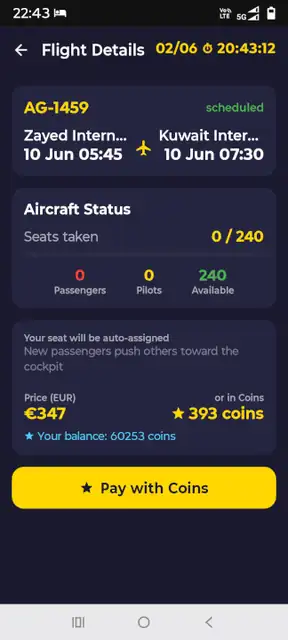 22:43
VoB LTE 5G
Flight Details 02/06 20:43:12
AG-1459 scheduled
Zayed Intern... Kuwait Inter...
10 Jun 05:45 10 Jun 07:30
Aircraft Status
Seats taken 0 / 240
0 0 240
Passengers Pilots Available
Your seat will be auto-assigned
New passengers push others toward the
cockpit
Price (EUR) or in Coins
€347 393 coins
Your balance: 60253 coins
Pay with Coins